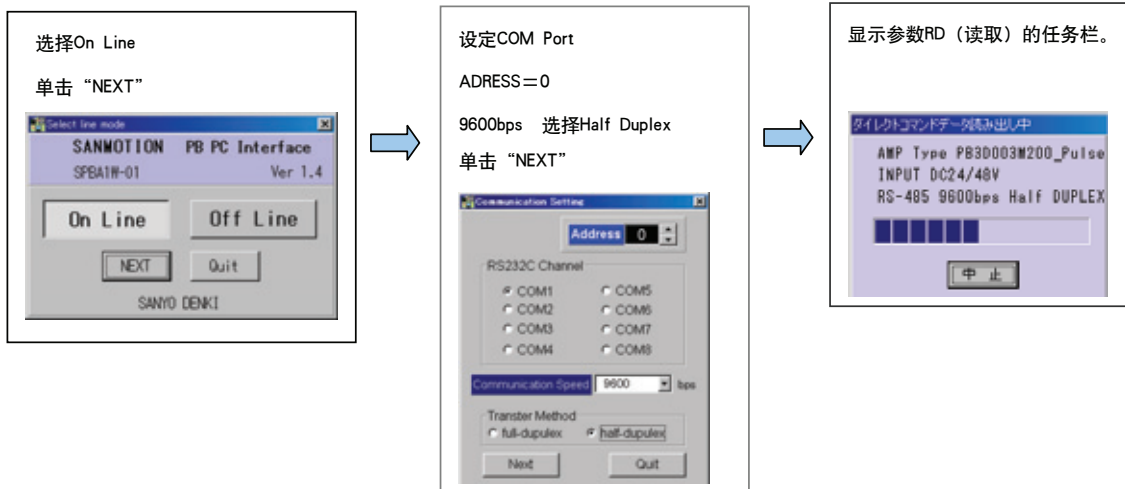 选择On Line
单击“NEXT”
Select line mode
SANMOTION PB PC Interface
SPBA1W-01 Ver 1.4
On Line Off Line
NEXT Quit
SANYO DENKI
设定COM Port
ADRESS＝0
9600bps 选择Half Duplex
单击“NEXT”
Communication Setting
Address 0
RS232C Channel
COM1 COM5
COM2 COM6
COM3 COM7
COM4 COM8
Communication Speed 9600 bps
Transter Method
full-dupulex half-dupulex
Next Quit
显示参数RD（读取）的任务栏。
ダイレクトコマンドデータ読み出し中
AMP Type PB3D003M200_Pulse
INPUT DC24/48V
RS-485 9600bps Half DUPLEX
中 止